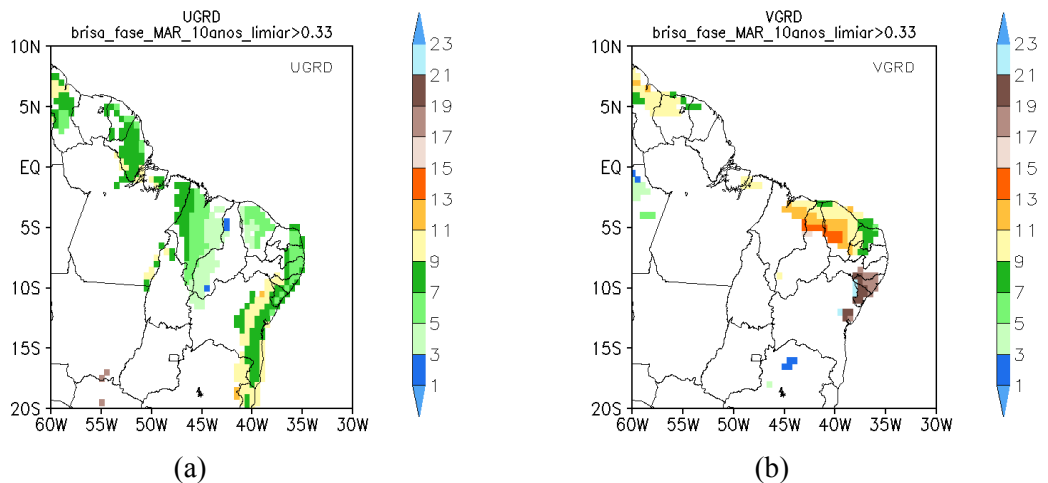 UGRD
brisa_fase_MAR_10anos_limiar>0.33
UGRD
10N
5N
EQ
5S
10S
15S
20S
60W 55W 50W 45W 40W 35W 30W
23
21
19
17
15
13
11
9
7
5
3
1
(a)
VGRD
brisa_fase_MAR_10anos_limiar>0.33
VGRD
10N
5N
EQ
5S
10S
15S
20S
60W 55W 50W 45W 40W 35W 30W
23
21
19
17
15
13
11
9
7
5
3
1
(b)